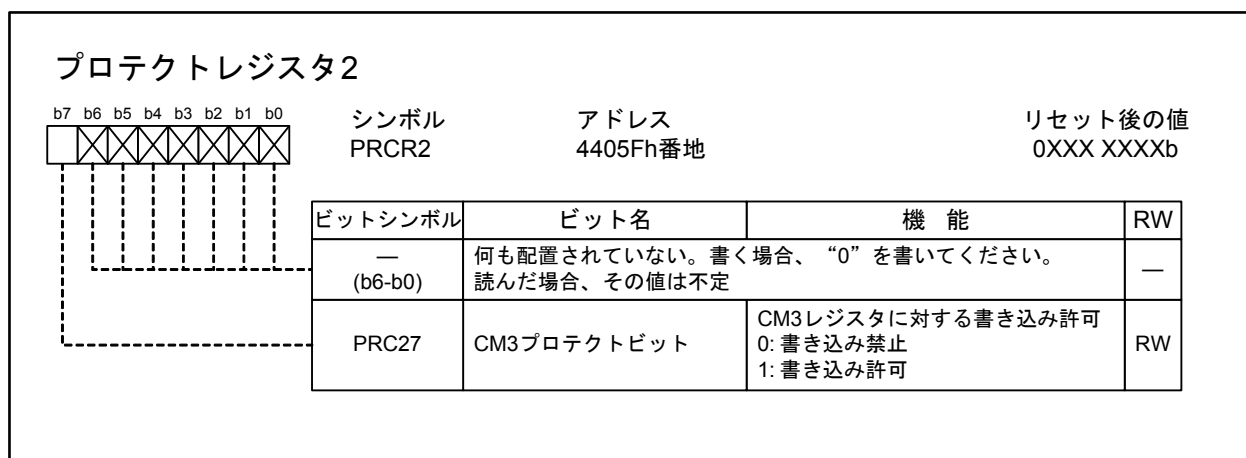 プロテクトレジスタ2
b7 b6 b5 b4 b3 b2 b1 b0
シンボル アドレス リセット後の値
PRCR2 4405Fh番地 0XXX XXXXb
ビットシンボル ビット名 機 能 RW
—
(b6-b0)
何も配置されていない。書く場合、“0”を書いてください。
読んだ場合、その値は不定
—
PRC27
CM3プロテクトビット
CM3レジスタに対する書き込み許可
0: 書き込み禁止
1: 書き込み許可
RW